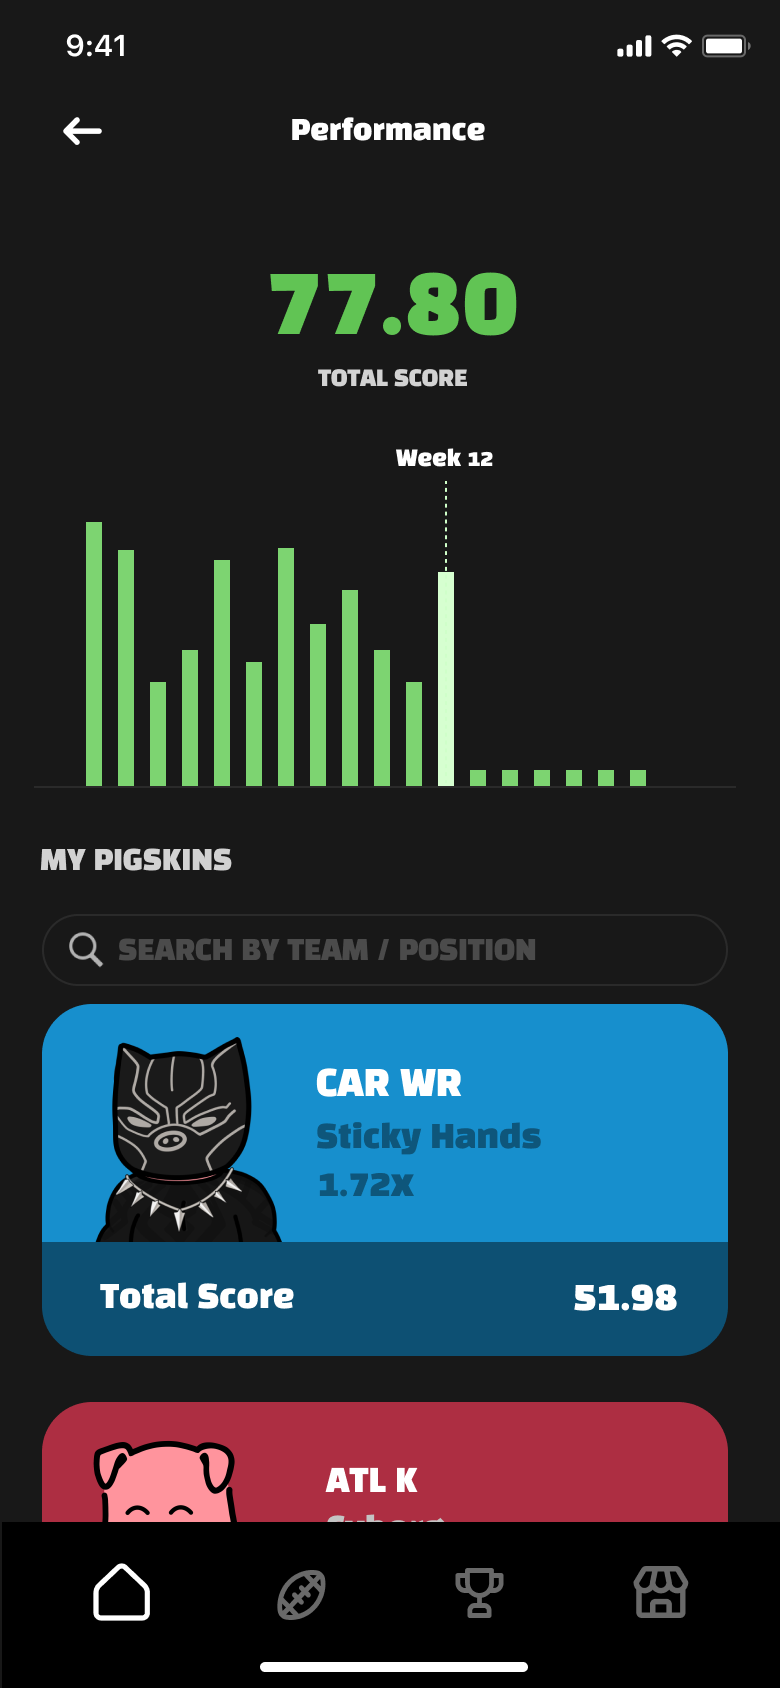 9:41
Performance
77.80
TOTAL SCORE
Week 12
MY PIGSKINS
SEARCH BY TEAM / POSITION
CAR WR
Sticky Hands
1.72X
Total Score 51.98
ATL K